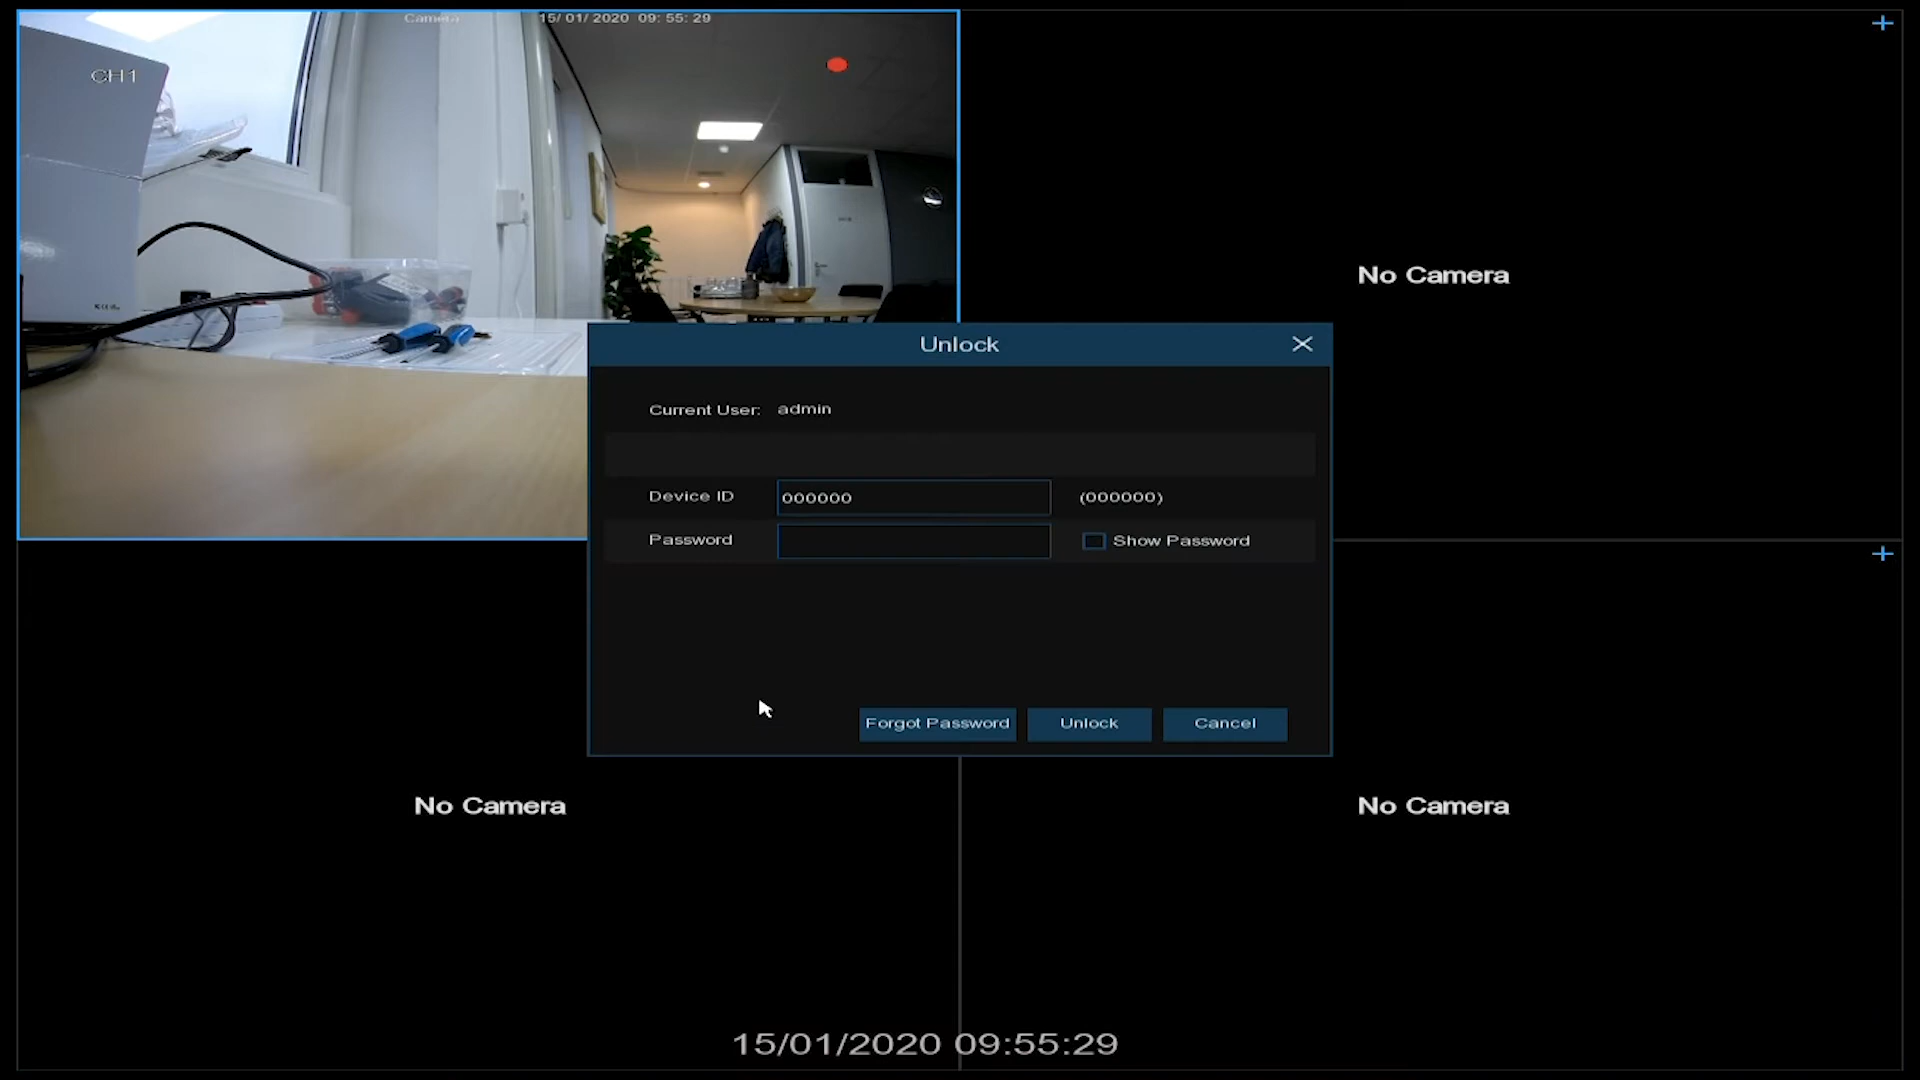 Camera 15/01/2020 09:55:29
CH1
No Camera
Unlock
Current User: admin
Device ID 000000 (000000)
Password Show Password
Forgot Password Unlock Cancel
No Camera
No Camera
15/01/2020 09:55:29